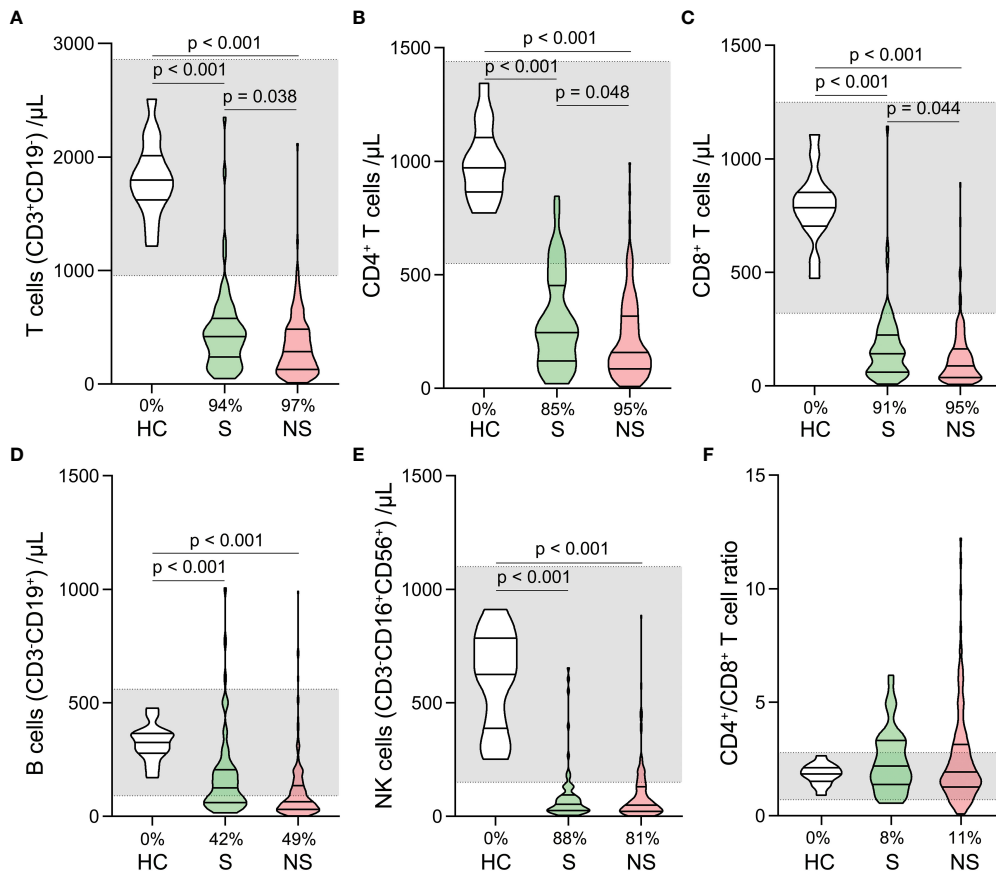 A
T cells (CD3⁺CD19⁻) /µL
3000
2000
1000
0
p < 0.001
p < 0.001
p = 0.038
0% 94% 97%
HC S NS
B
CD4⁺ T cells /µL
1500
1000
500
0
p < 0.001
p < 0.001
p = 0.048
0% 85% 95%
HC S NS
C
CD8⁺ T cells /µL
1500
1000
500
0
p < 0.001
p < 0.001
p = 0.044
0% 91% 95%
HC S NS
D
B cells (CD3⁻CD19⁺) /µL
1500
1000
500
0
p < 0.001
p < 0.001
0% 42% 49%
HC S NS
E
NK cells (CD3⁻CD16⁺CD56⁺) /µL
1500
1000
500
0
p < 0.001
p < 0.001
0% 88% 81%
HC S NS
F
CD4⁺/CD8⁺ T cell ratio
15
10
5
0
0% 8% 11%
HC S NS